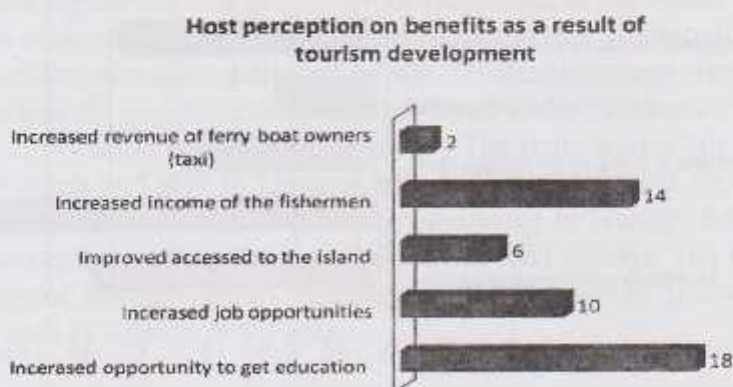 Host perception on benefits as a result of
tourism development
Increased revenue of ferry boat owners
(taxi)
2
Increased income of the fishermen
14
Improved accessed to the island
6
Incerased job opportunities
10
Incerased opportunity to get education
18